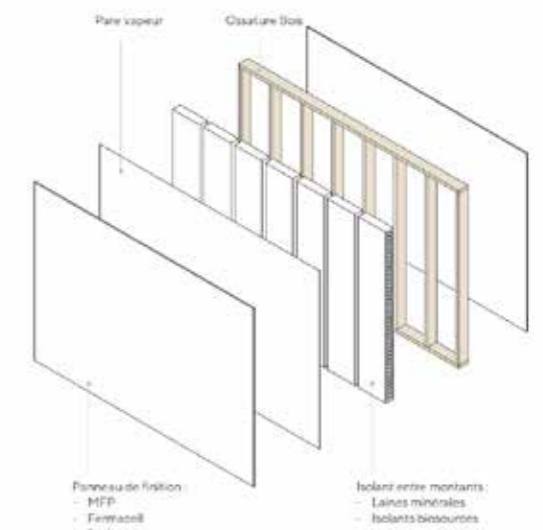 Pare vapeur
Ossature Bois
Panneau de finition :
- MFP
- Fermacell
Isolant entre montants :
- Laines minérales
- Isolants biosourcés